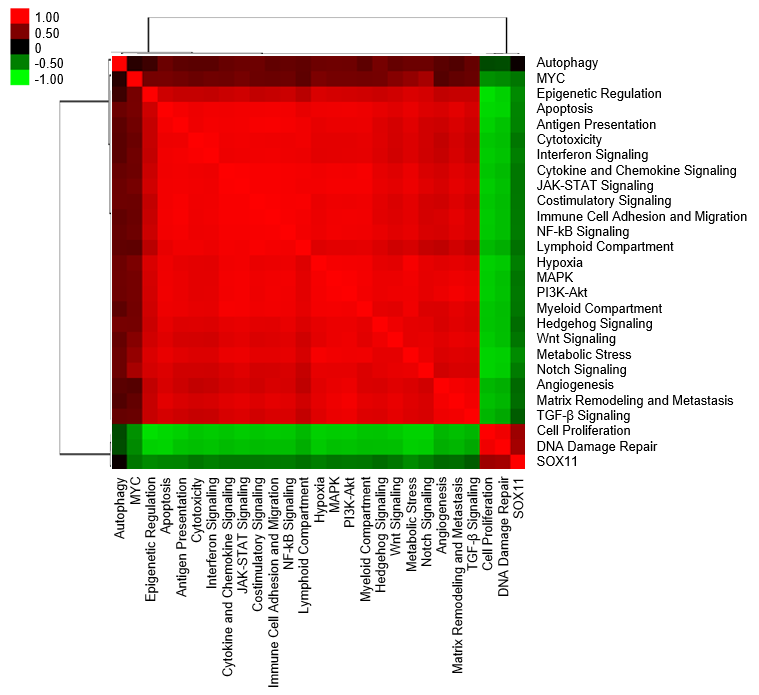 1.00
0.50
0
-0.50
-1.00
Autophagy
MYC
Epigenetic Regulation
Apoptosis
Antigen Presentation
Cytotoxicity
Interferon Signaling
Cytokine and Chemokine Signaling
JAK-STAT Signaling
Costimulatory Signaling
Immune Cell Adhesion and Migration
NF-kB Signaling
Lymphoid Compartment
Hypoxia
MAPK
PI3K-Akt
Myeloid Compartment
Hedgehog Signaling
Wnt Signaling
Metabolic Stress
Notch Signaling
Angiogenesis
Matrix Remodeling and Metastasis
TGF-β Signaling
Cell Proliferation
DNA Damage Repair
SOX11
Autophagy
MYC
Epigenetic Regulation
Apoptosis
Antigen Presentation
Cytotoxicity
Interferon Signaling
Cytokine and Chemokine Signaling
JAK-STAT Signaling
Costimulatory Signaling
Immune Cell Adhesion and Migration
NF-kB Signaling
Lymphoid Compartment
Hypoxia
MAPK
PI3K-Akt
Myeloid Compartment
Hedgehog Signaling
Wnt Signaling
Metabolic Stress
Notch Signaling
Angiogenesis
Matrix Remodeling and Metastasis
TGF-β Signaling
Cell Proliferation
DNA Damage Repair
SOX11